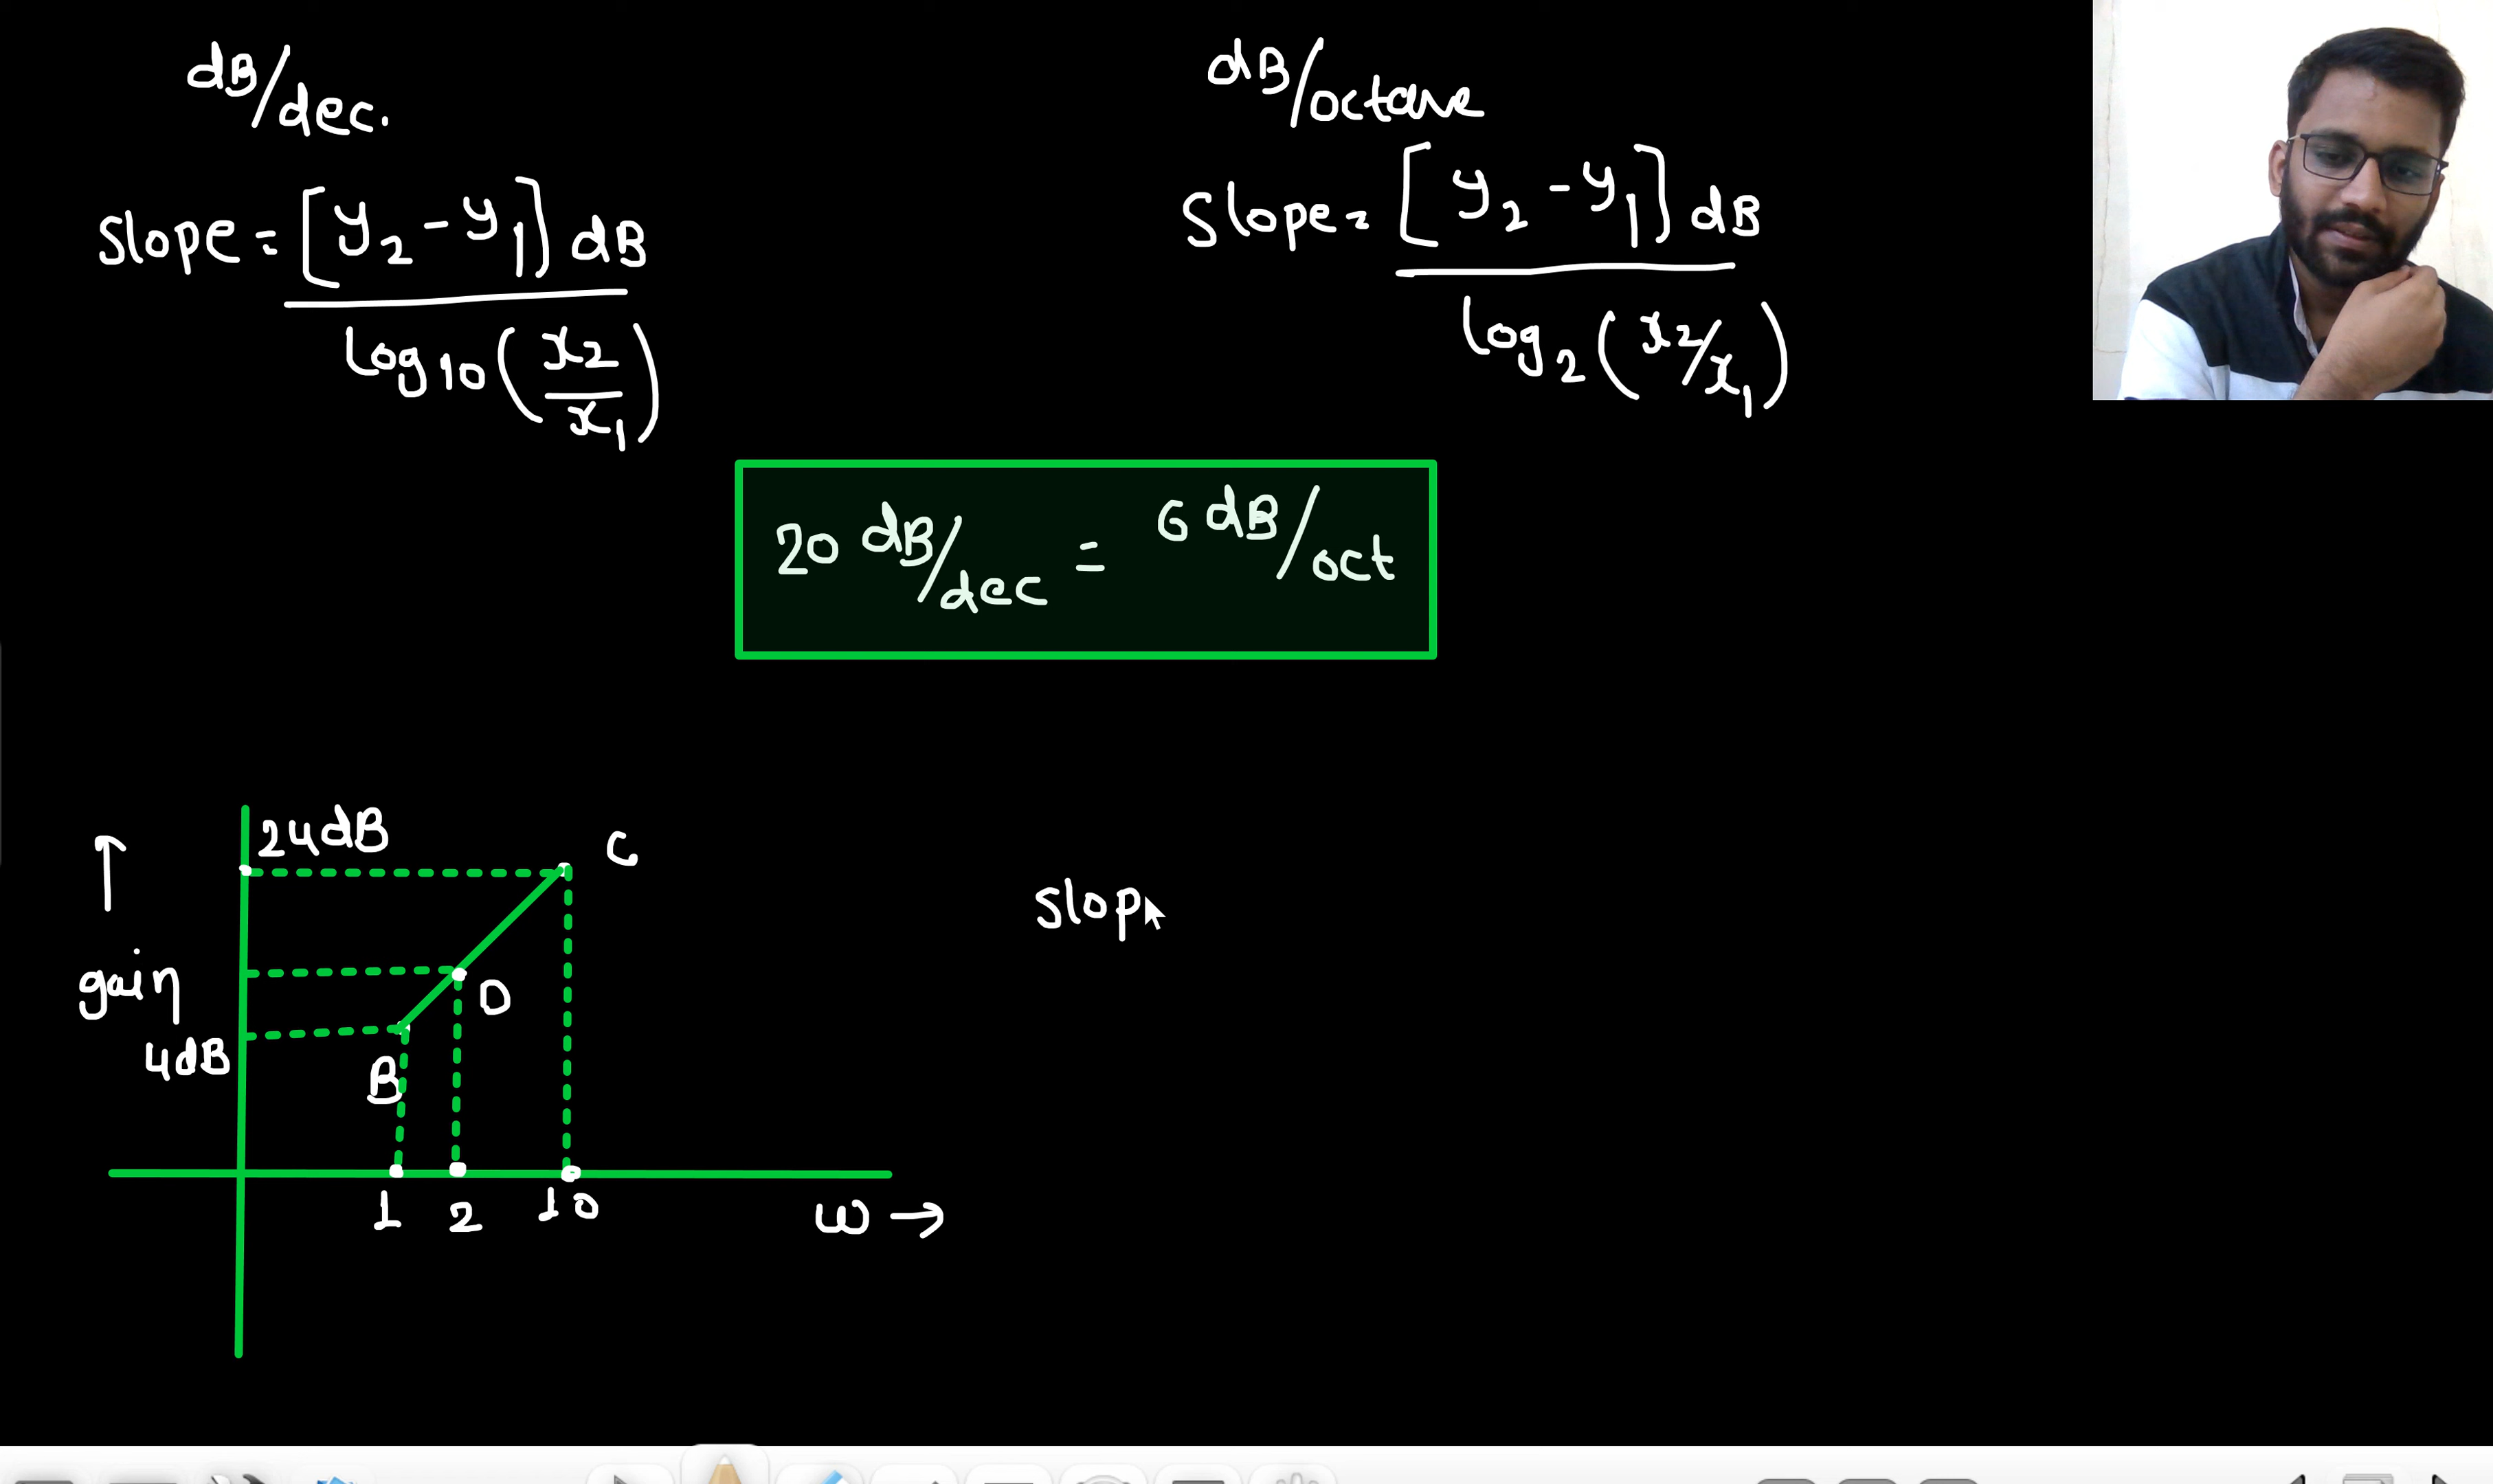 dB/dec.
slope = [y2 - y1] dB
log10 (x2/x1)
dB/octave
Slope = [y2 - y1] dB
log2 (x2/x1)
20 dB/dec = 6 dB/oct
24dB
C
slop
gain
D
4dB
B
1 2 10
ω →